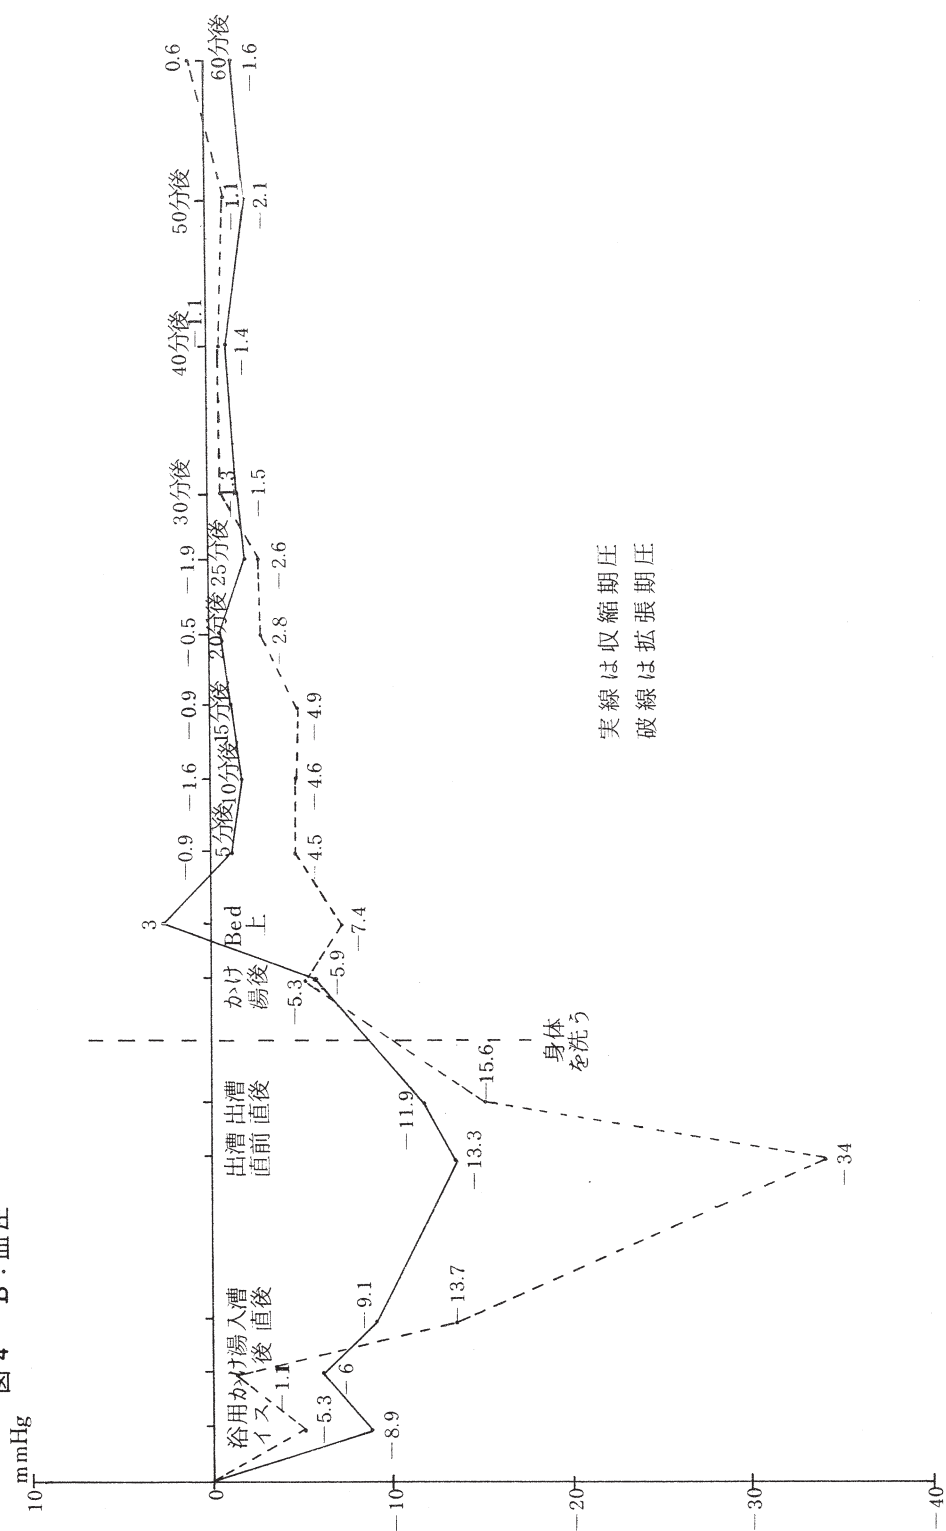 図4 B：血圧
mmHg
10
0
−10
−20
−30
−40
浴用
イス
かけ湯
後
入漕
直後
出漕
直前
出漕
直後
かけ
湯後
Bed
上
5分後
10分後
15分後
20分後
25分後
30分後
40分後
50分後
60分後
身体
を洗う
−8.9
−6
−9.1
−13.3
−11.9
−5.9
3
−0.9
−1.6
−0.9
−0.5
−1.9
−1.5
−1.4
−2.1
−1.6
−5.3
−1.1
−13.7
−34
−15.6
−5.3
−7.4
−4.5
−4.6
−4.9
−2.8
−2.6
−1.3
−1.1
−1.1
0.6
実線は収縮期圧
破線は拡張期圧